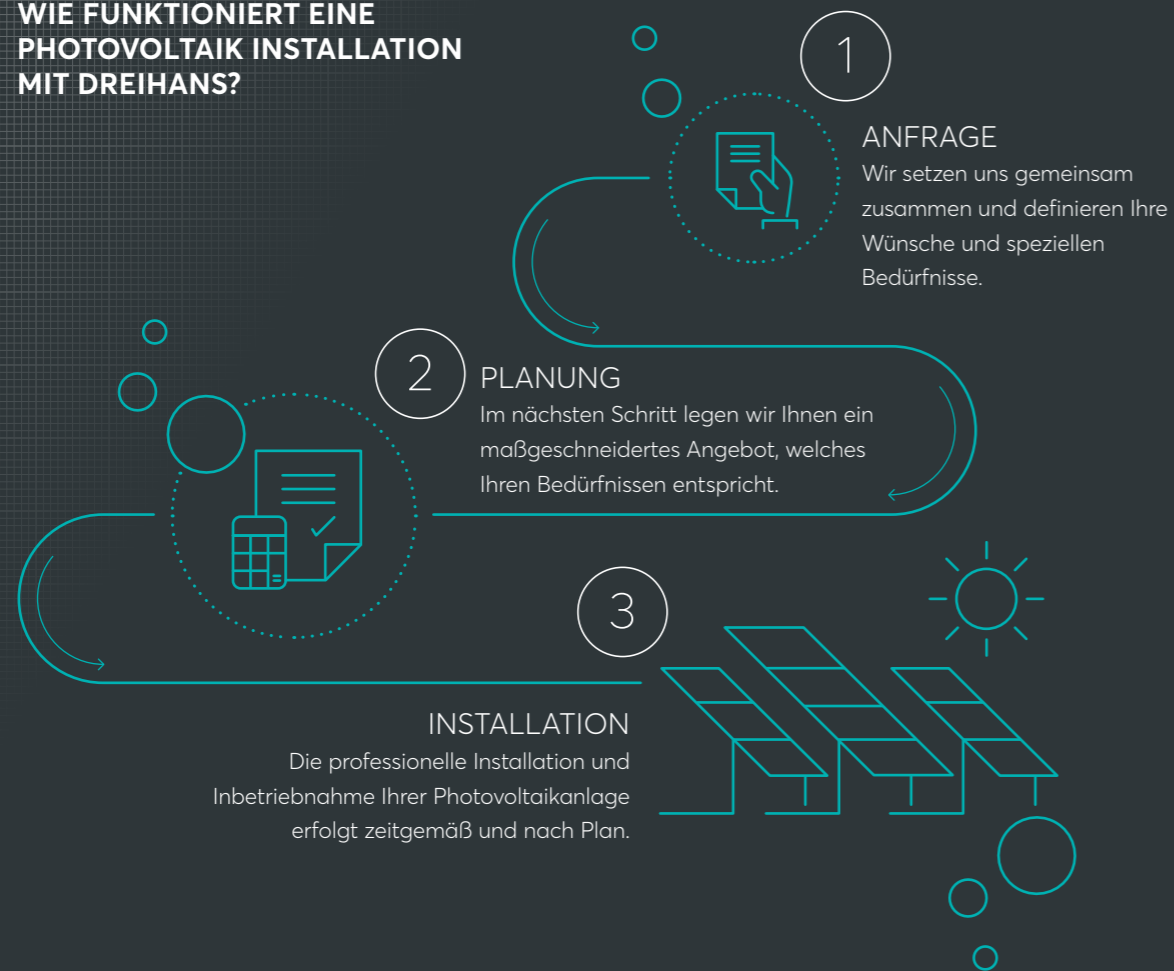 WIE FUNKTIONIERT EINE
PHOTOVOLTAIK INSTALLATION
MIT DREIHANS?
1
ANFRAGE
Wir setzen uns gemeinsam
zusammen und definieren Ihre
Wünsche und speziellen
Bedürfnisse.
2
PLANUNG
Im nächsten Schritt legen wir Ihnen ein
maßgeschneidertes Angebot, welches
Ihren Bedürfnissen entspricht.
3
INSTALLATION
Die professionelle Installation und
Inbetriebnahme Ihrer Photovoltaikanlage
erfolgt zeitgemäß und nach Plan.